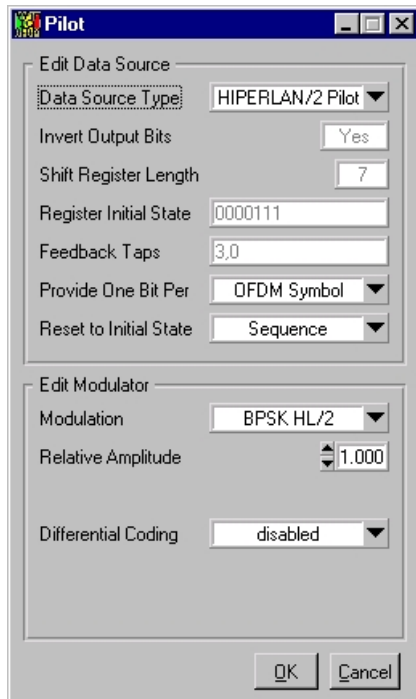 Pilot
Edit Data Source
Data Source Type HIPERLAN/2 Pilot
Invert Output Bits Yes
Shift Register Length 7
Register Initial State 0000111
Feedback Taps 3,0
Provide One Bit Per OFDM Symbol
Reset to Initial State Sequence
Edit Modulator
Modulation BPSK HL/2
Relative Amplitude 1.000
Differential Coding disabled
OK Cancel